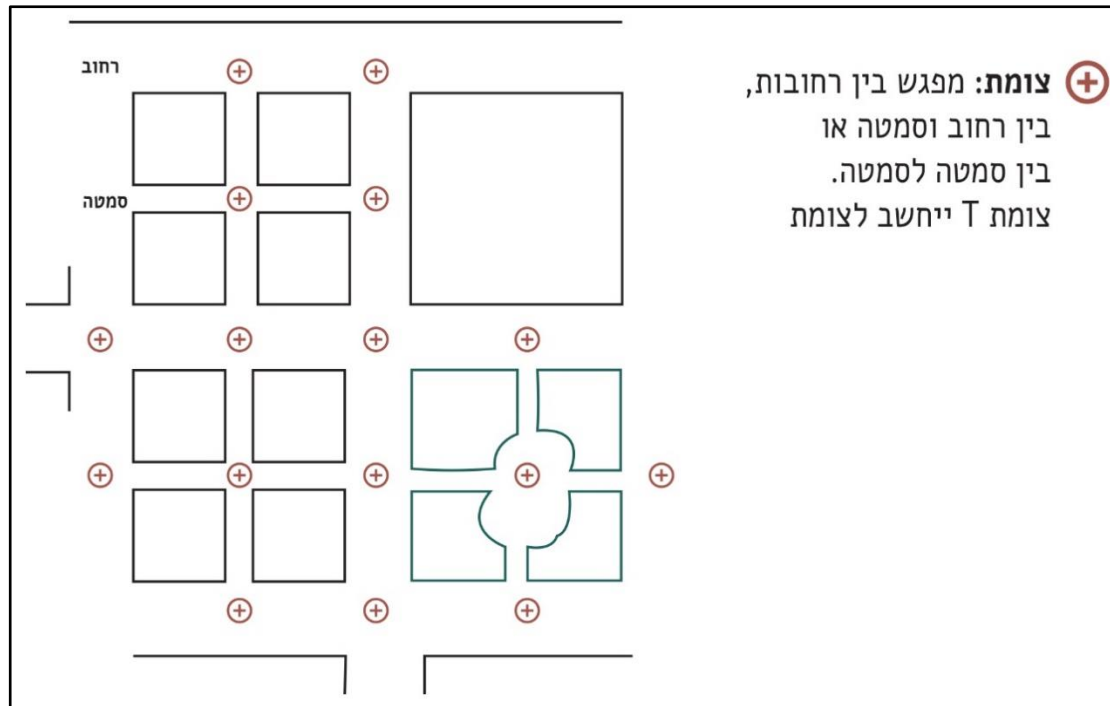 צומת: מפגש בין רחובות,
בין רחוב וסמטה או
בין סמטה לסמטה.
צומת T ייחשב לצומת
רחוב
סמטה